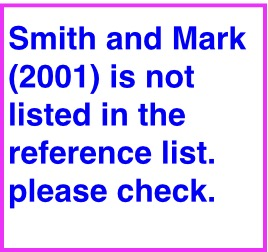 Smith and Mark
(2001) is not
listed in the
reference list.
please check.